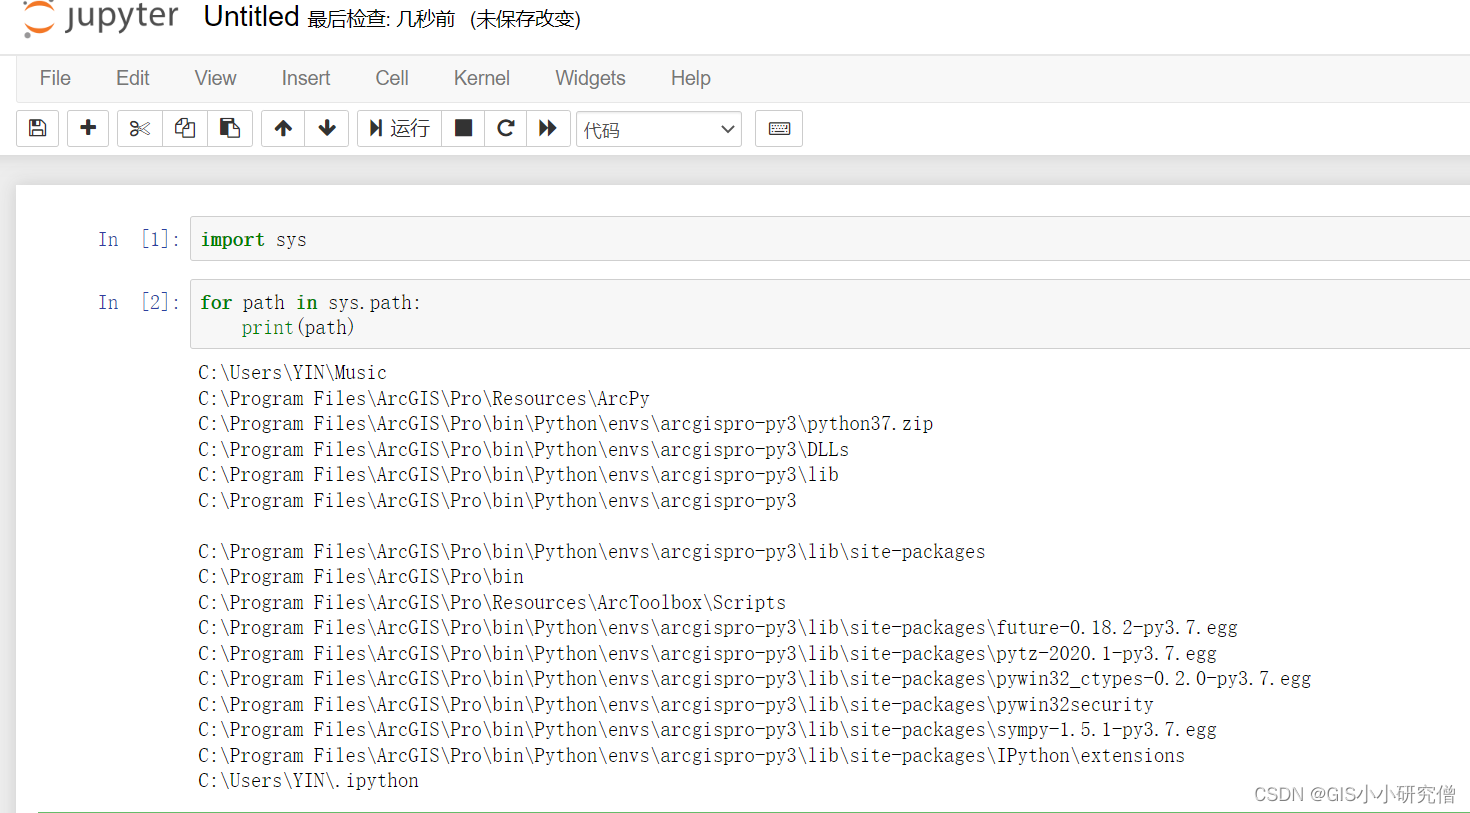 jupyter Untitled 最后检查: 几秒前 (未保存改变)
File Edit View Insert Cell Kernel Widgets Help
运行 代码
In [1]: import sys
In [2]: for path in sys.path:
print(path)
C:\Users\YIN\Music
C:\Program Files\ArcGIS\Pro\Resources\ArcPy
C:\Program Files\ArcGIS\Pro\bin\Python\envs\arcgispro-py3\python37.zip
C:\Program Files\ArcGIS\Pro\bin\Python\envs\arcgispro-py3\DLLs
C:\Program Files\ArcGIS\Pro\bin\Python\envs\arcgispro-py3\lib
C:\Program Files\ArcGIS\Pro\bin\Python\envs\arcgispro-py3
C:\Program Files\ArcGIS\Pro\bin\Python\envs\arcgispro-py3\lib\site-packages
C:\Program Files\ArcGIS\Pro\bin
C:\Program Files\ArcGIS\Pro\Resources\ArcToolbox\Scripts
C:\Program Files\ArcGIS\Pro\bin\Python\envs\arcgispro-py3\lib\site-packages\future-0.18.2-py3.7.egg
C:\Program Files\ArcGIS\Pro\bin\Python\envs\arcgispro-py3\lib\site-packages\pytz-2020.1-py3.7.egg
C:\Program Files\ArcGIS\Pro\bin\Python\envs\arcgispro-py3\lib\site-packages\pywin32_ctypes-0.2.0-py3.7.egg
C:\Program Files\ArcGIS\Pro\bin\Python\envs\arcgispro-py3\lib\site-packages\pywin32security
C:\Program Files\ArcGIS\Pro\bin\Python\envs\arcgispro-py3\lib\site-packages\sympy-1.5.1-py3.7.egg
C:\Program Files\ArcGIS\Pro\bin\Python\envs\arcgispro-py3\lib\site-packages\IPython\extensions
C:\Users\YIN\.ipython
CSDN @GIS小小研究僧